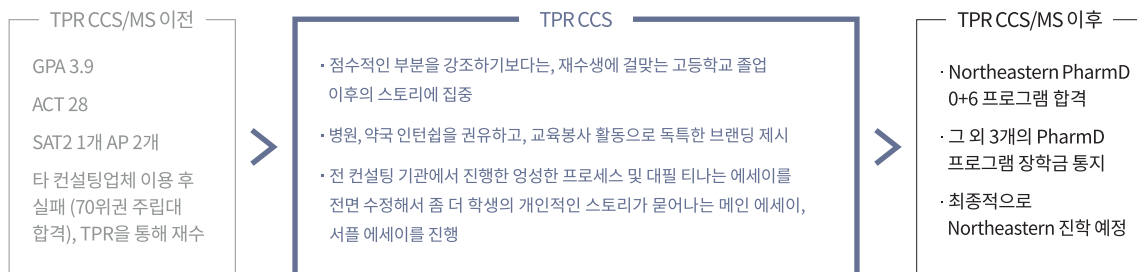 TPR CCS/MS 이전
GPA 3.9
ACT 28
SAT2 1개 AP 2개
타 컨설팅업체 이용 후
실패 (70위권 주립대
합격), TPR을 통해 재수
TPR CCS
· 점수적인 부분을 강조하기보다는, 재수생에 걸맞는 고등학교 졸업
이후의 스토리에 집중
· 병원, 약국 인턴쉽을 권유하고, 교육봉사 활동으로 독특한 브랜딩 제시
· 전 컨설팅 기관에서 진행한 엉성한 프로세스 및 대필 티나는 에세이를
전면 수정해서 좀 더 학생의 개인적인 스토리가 묻어나는 메인 에세이,
서플 에세이를 진행
TPR CCS/MS 이후
· Northeastern PharmD
0+6 프로그램 합격
· 그 외 3개의 PharmD
프로그램 장학금 통지
· 최종적으로
Northeastern 진학 예정